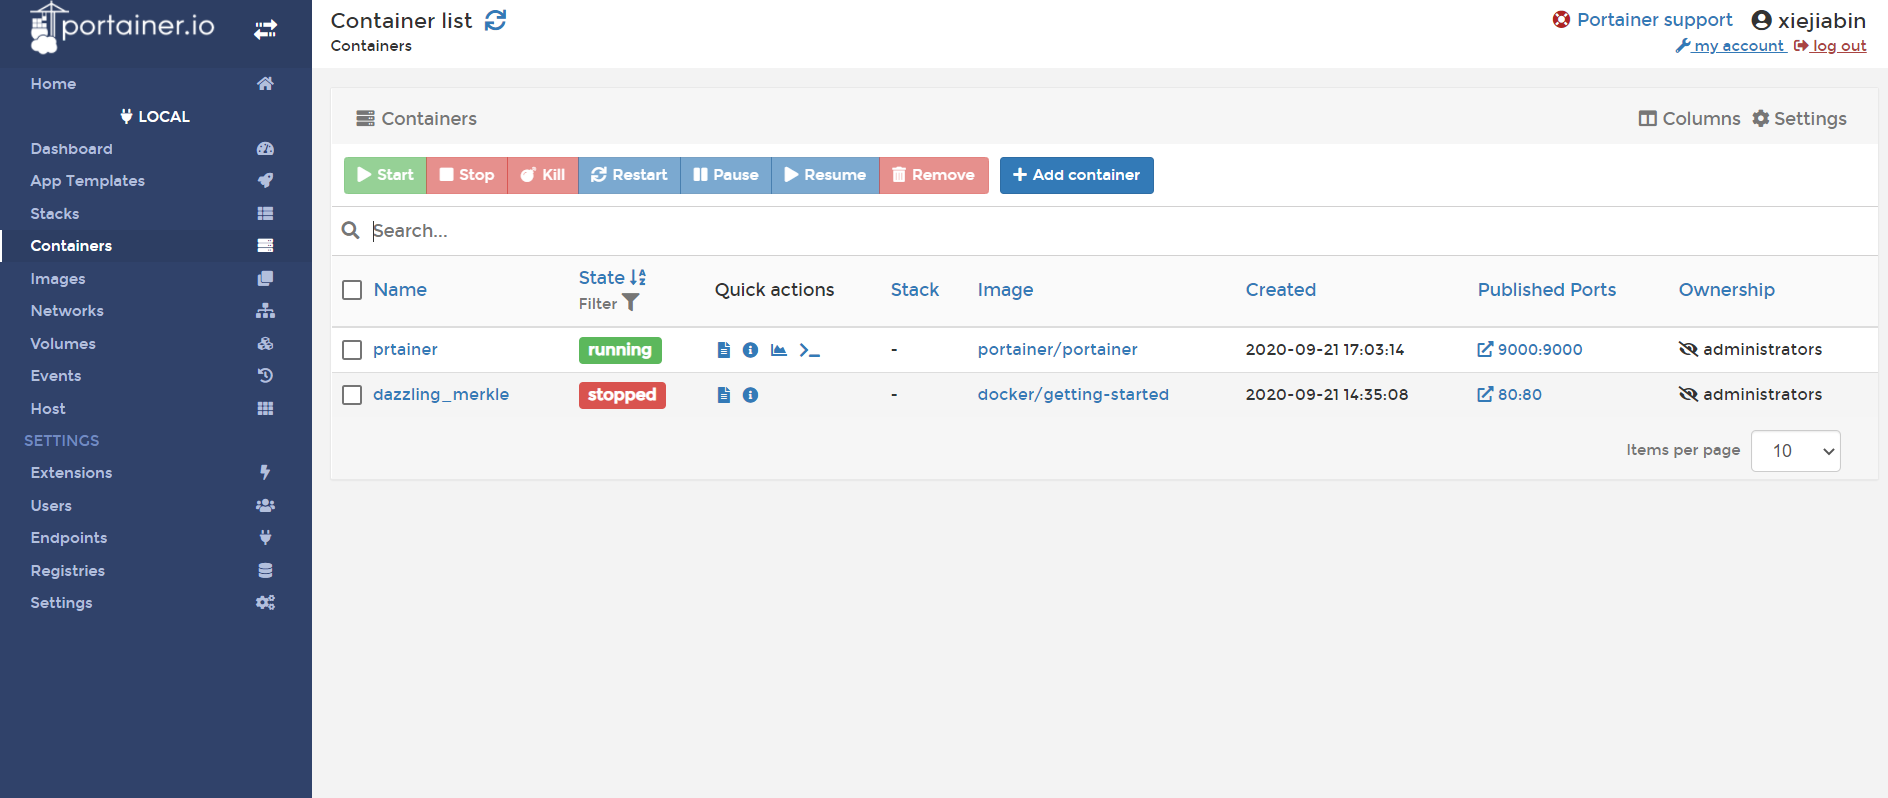 portainer.io
Home
LOCAL
Dashboard
App Templates
Stacks
Containers
Images
Networks
Volumes
Events
Host
SETTINGS
Extensions
Users
Endpoints
Registries
Settings
Container list
Containers
Portainer support xiejiabin
my account log out
Containers
Columns Settings
Start Stop Kill Restart Pause Resume Remove Add container
Search...
Name State Quick actions Stack Image Created Published Ports Ownership
Filter
prtainer running - portainer/portainer 2020-09-21 17:03:14 9000:9000 administrators
dazzling_merkle stopped - docker/getting-started 2020-09-21 14:35:08 80:80 administrators
Items per page 10